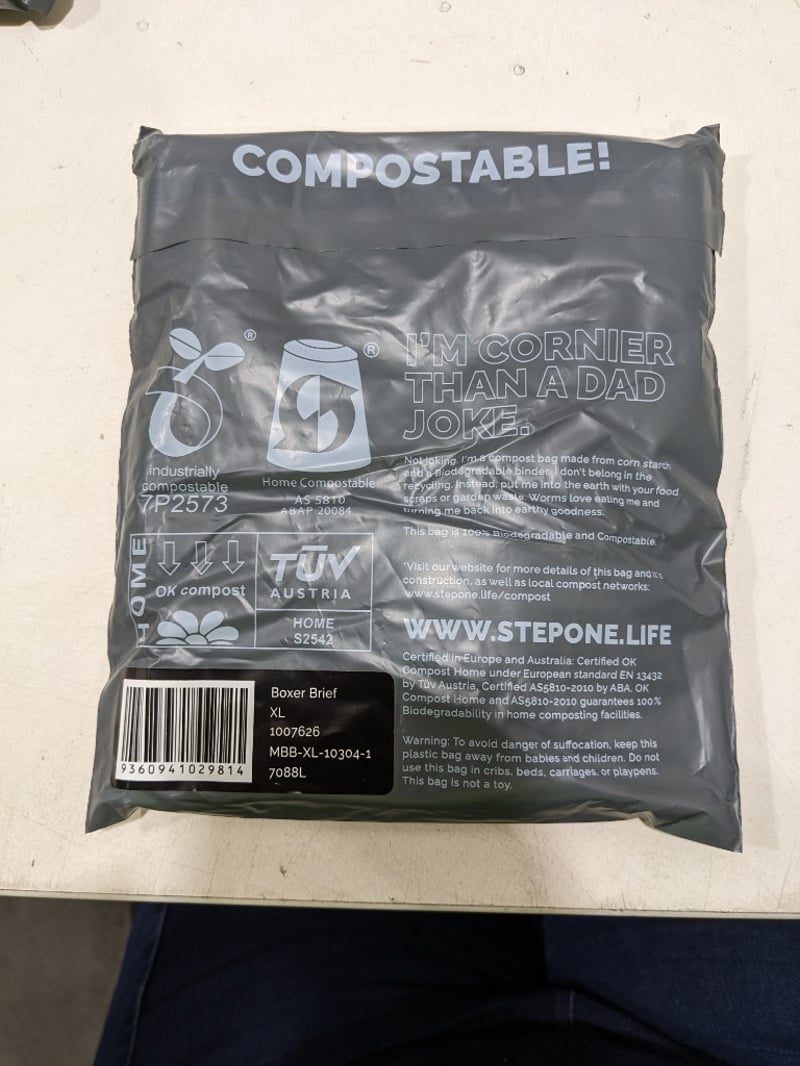 COMPOSTABLE!
®
industrially
compostable
7P2573
®
Home Compostable
AS 5810
ABAP 20084
I'M CORNIER
THAN A DAD
JOKE.
Not joking. I'm a compost bag made from corn starch
and a biodegradable binder. I don't belong in the
recycling. Instead, put me into the earth with your food
scraps or garden waste. Worms love eating me and
turning me back into earthy goodness.
This bag is 100% Biodegradable and Compostable.
*Visit our website for more details of this bag and it's
construction, as well as local compost networks:
www.stepone.life/compost
HOME
OK compost
TÜV
AUSTRIA
HOME
S2542
WWW.STEPONE.LIFE
Certified in Europe and Australia: Certified OK
Compost Home under European standard EN 13432
by Tüv Austria, Certified AS5810-2010 by ABA. OK
Compost Home and AS5810-2010 guarantees 100%
Biodegradability in home composting facilities.
Warning: To avoid danger of suffocation, keep this
plastic bag away from babies and children. Do not
use this bag in cribs, beds, carriages, or playpens.
This bag is not a toy.
9360941029814
Boxer Brief
XL
1007626
MBB-XL-10304-1
7088L